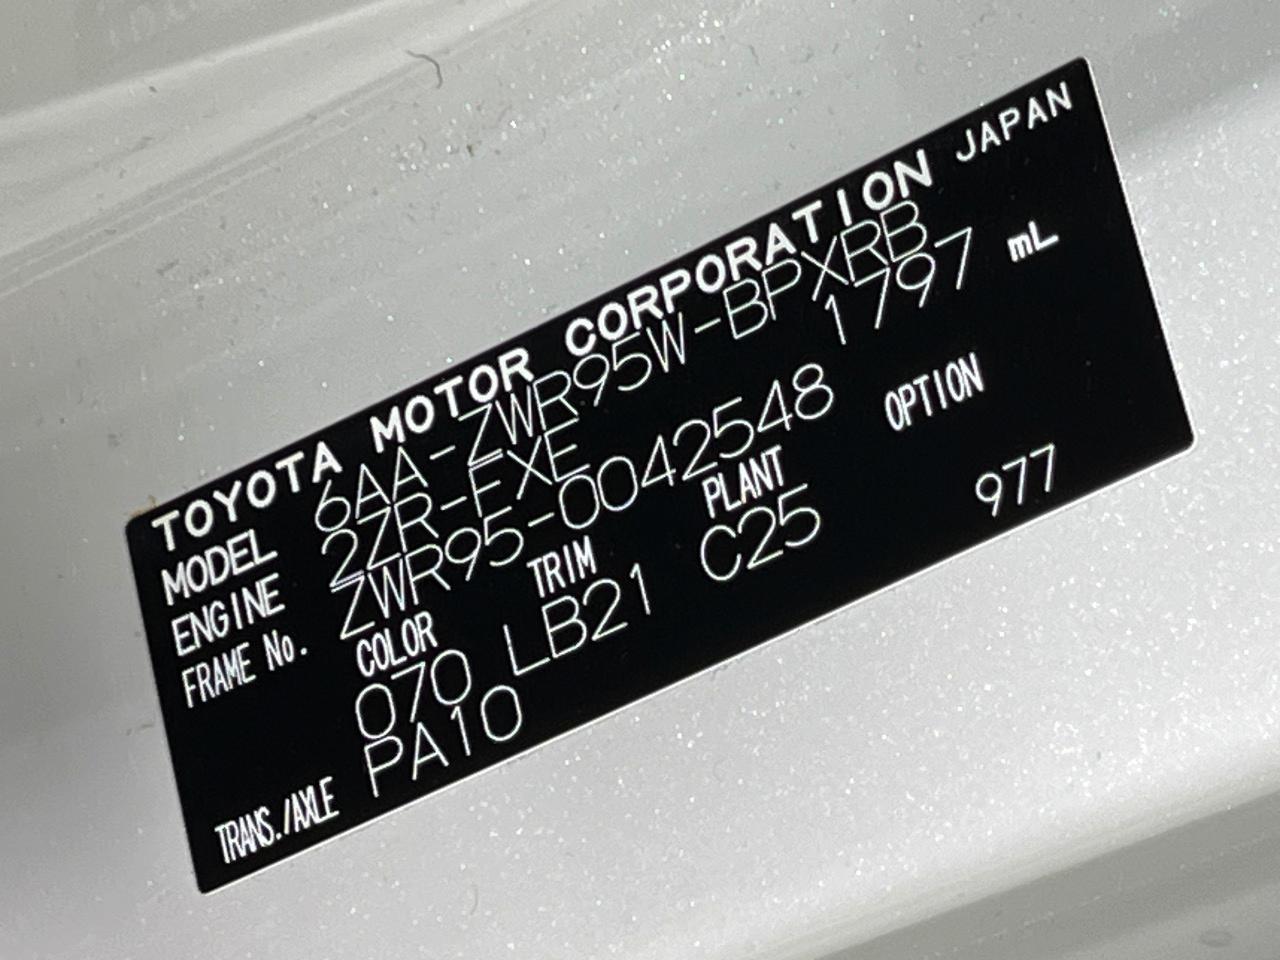 TOYOTA MOTOR CORPORATION JAPAN
MODEL 6AA-ZWR95W-BPXRB
ENGINE 2ZR-FXE 1797 mL
FRAME No. ZWR95-0042548
COLOR TRIM PLANT OPTION
070 LB21 C25 977
TRANS./AXLE PA10